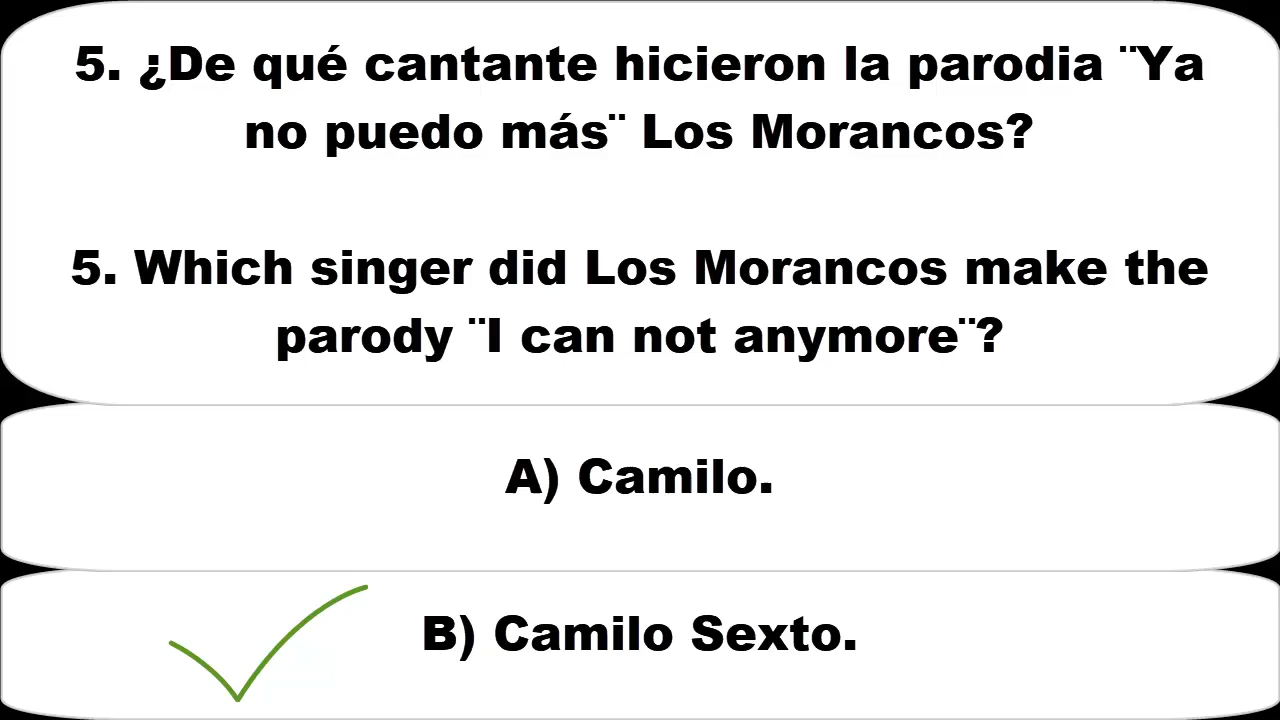 5. ¿De qué cantante hicieron la parodia ¨Ya
no puedo más¨ Los Morancos?
5. Which singer did Los Morancos make the
parody ¨I can not anymore¨?
A) Camilo.
B) Camilo Sexto.